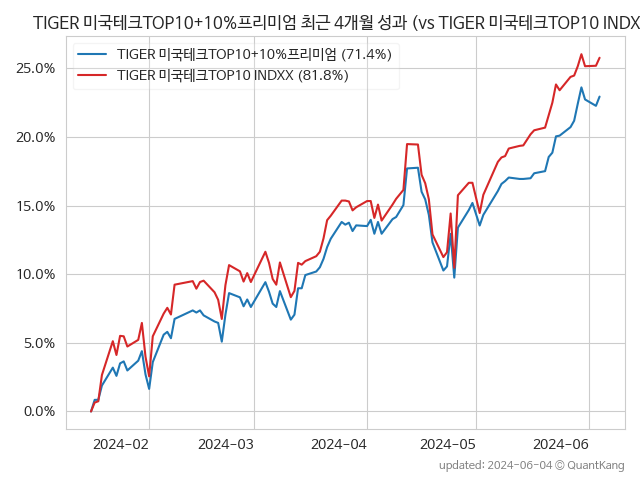 TIGER 미국테크TOP10+10%프리미엄 최근 4개월 성과 (vs TIGER 미국테크TOP10 INDX
TIGER 미국테크TOP10+10%프리미엄 (71.4%)
TIGER 미국테크TOP10 INDXX (81.8%)
25.0%
20.0%
15.0%
10.0%
5.0%
0.0%
2024-02 2024-03 2024-04 2024-05 2024-06
updated: 2024-06-04 © QuantKang